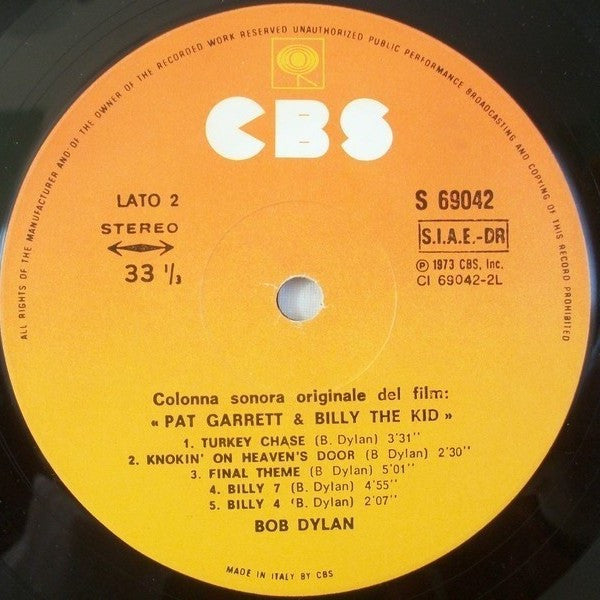 ALL RIGHTS OF THE MANUFACTURER AND OF THE OWNER OF THE RECORDED WORK RESERVED UNAUTHORIZED PUBLIC PERFORMANCE BROADCASTING AND COPYING OF THIS RECORD PROHIBITED
CBS
LATO 2
STEREO
33 1/3
S 69042
S.I.A.E.-DR
℗ 1973 CBS, Inc.
CI 69042-2L
Colonna sonora originale del film:
« PAT GARRETT & BILLY THE KID »
1. TURKEY CHASE (B. Dylan) 3'31''
2. KNOKIN' ON HEAVEN'S DOOR (B. Dylan) 2'30''
3. FINAL THEME (B. Dylan) 5'01''
4. BILLY 7 (B. Dylan) 4'55''
5. BILLY 4 (B. Dylan) 2'07''
BOB DYLAN
MADE IN ITALY BY CBS